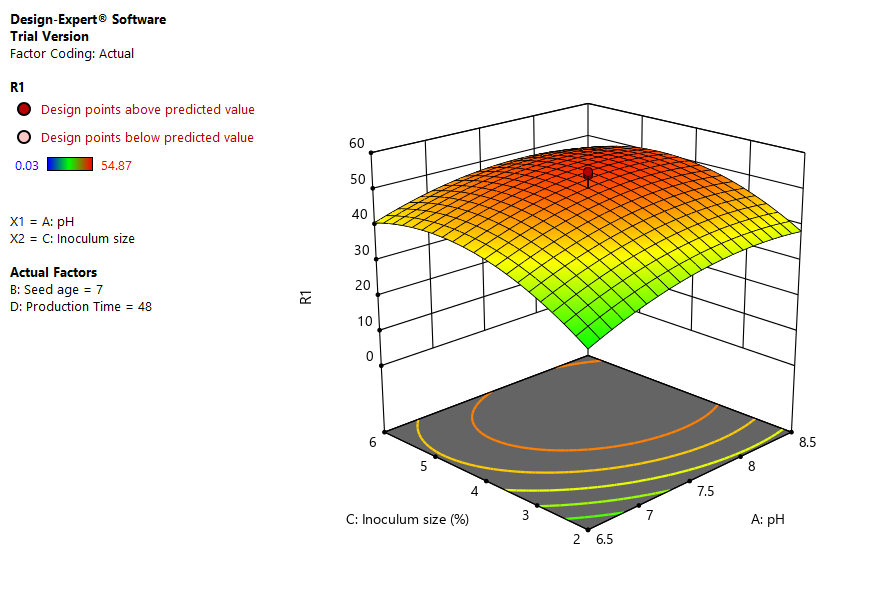 Design-Expert® Software
Trial Version
Factor Coding: Actual
R1
Design points above predicted value
Design points below predicted value
0.03 54.87
X1 = A: pH
X2 = C: Inoculum size
Actual Factors
B: Seed age = 7
D: Production Time = 48
60
50
40
30
20
10
0
R1
6
5
4
3
2
C: Inoculum size (%)
6.5
7
7.5
8
8.5
A: pH